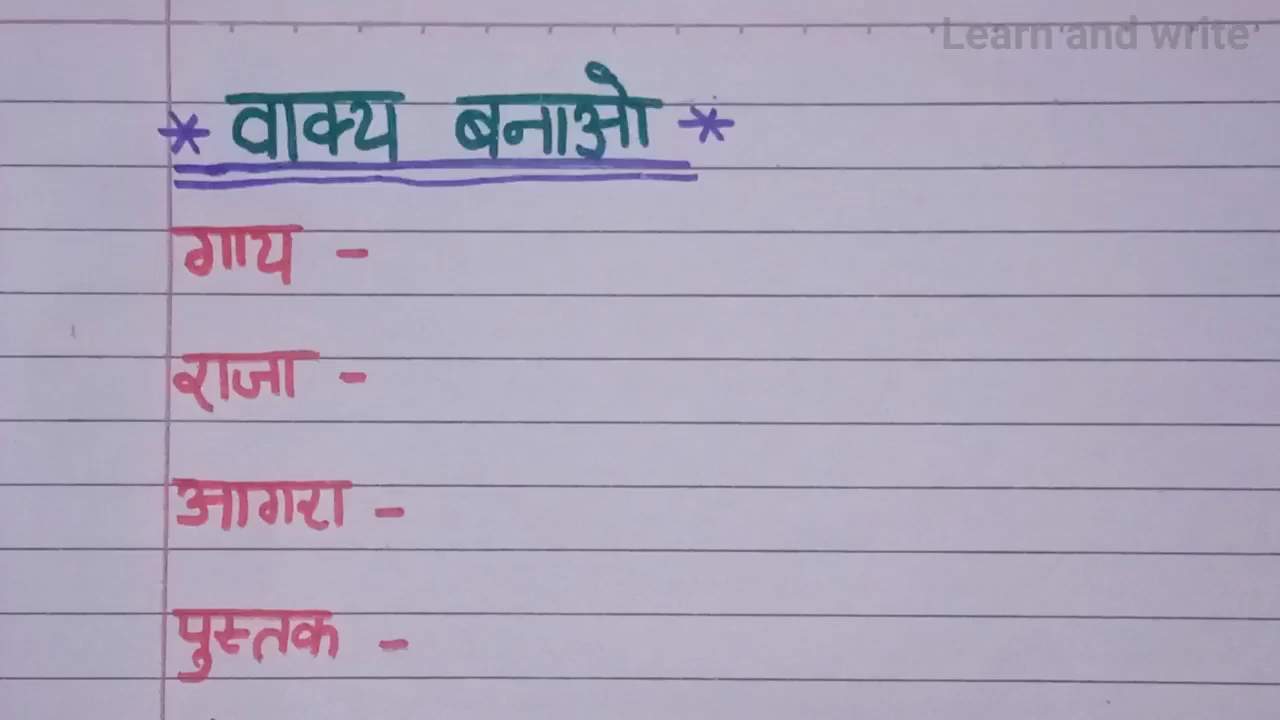 Learn and write
* वाक्य बनाओ *
गाय -
राजा -
आगरा -
पुस्तक -